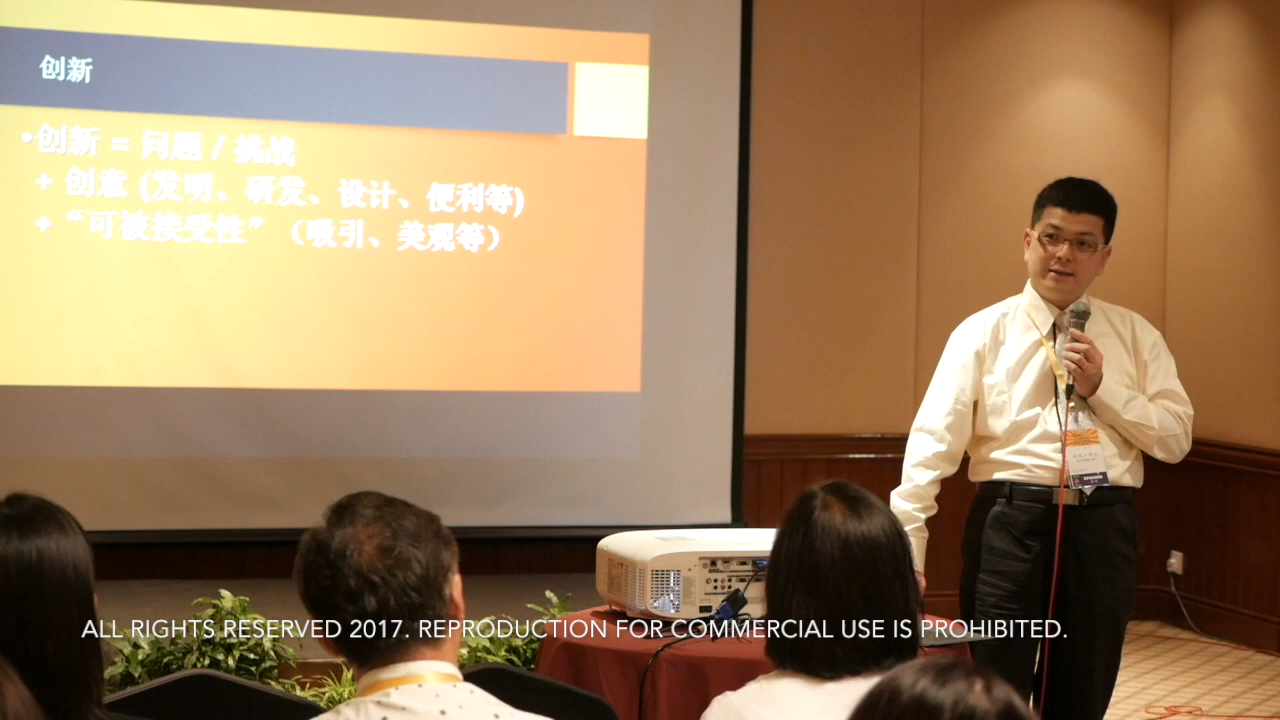 创新
•创新 = 问题 / 挑战
+ 创意 (发明、研发、设计、便利等)
+ “可被接受性” （吸引、美观等）
ALL RIGHTS RESERVED 2017. REPRODUCTION FOR COMMERCIAL USE IS PROHIBITED.